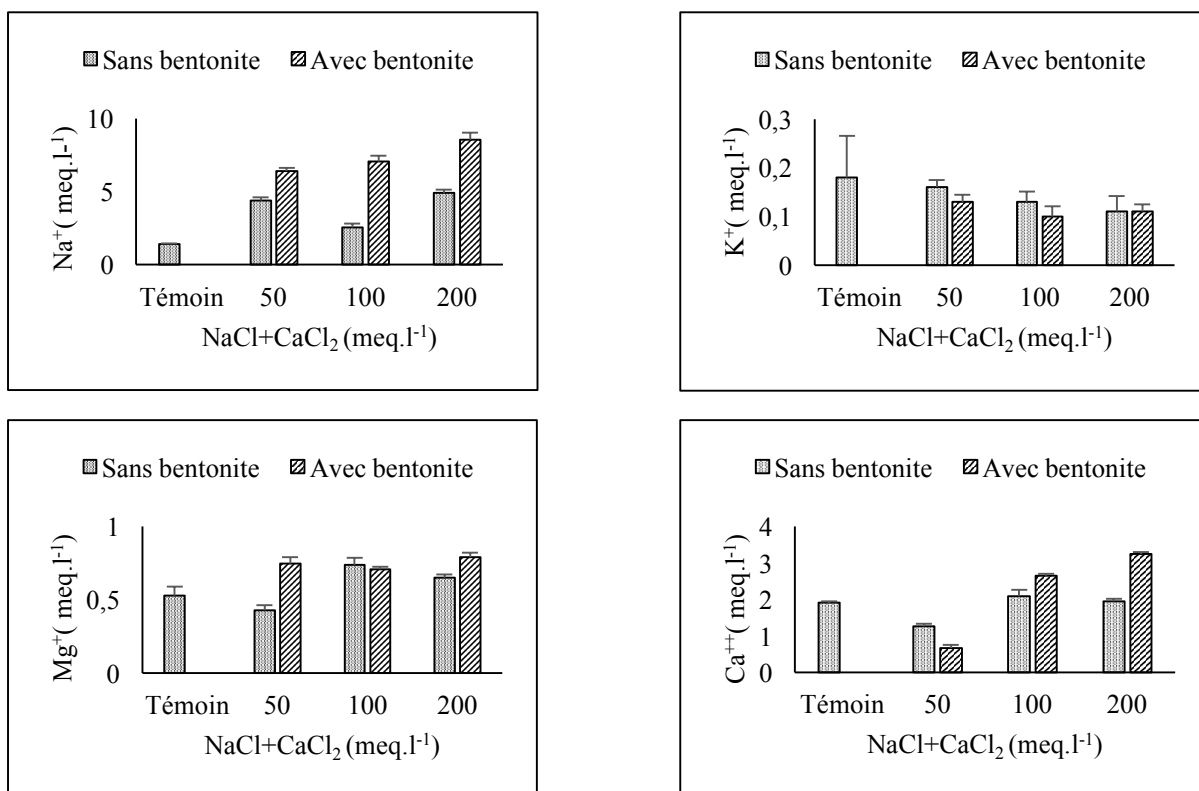 Sans bentonite Avec bentonite
10
5
0
Na⁺( meq.l-¹)
Témoin 50 100 200
NaCl+CaCl₂ (meq.l⁻¹)
Sans bentonite Avec bentonite
0,3
0,2
0,1
0
K⁺( meq.l⁻¹)
Témoin 50 100 200
NaCl+CaCl₂ (meq.l⁻¹)
Sans bentonite Avec bentonite
1
0,5
0
Mg⁺( meq.l⁻¹)
Témoin 50 100 200
NaCl+CaCl₂ (meq.l⁻¹)
Sans bentonite Avec bentonite
4
3
2
1
0
Ca⁺⁺( meq.l⁻¹)
Témoin 50 100 200
NaCl+CaCl₂ (meq.l⁻¹)